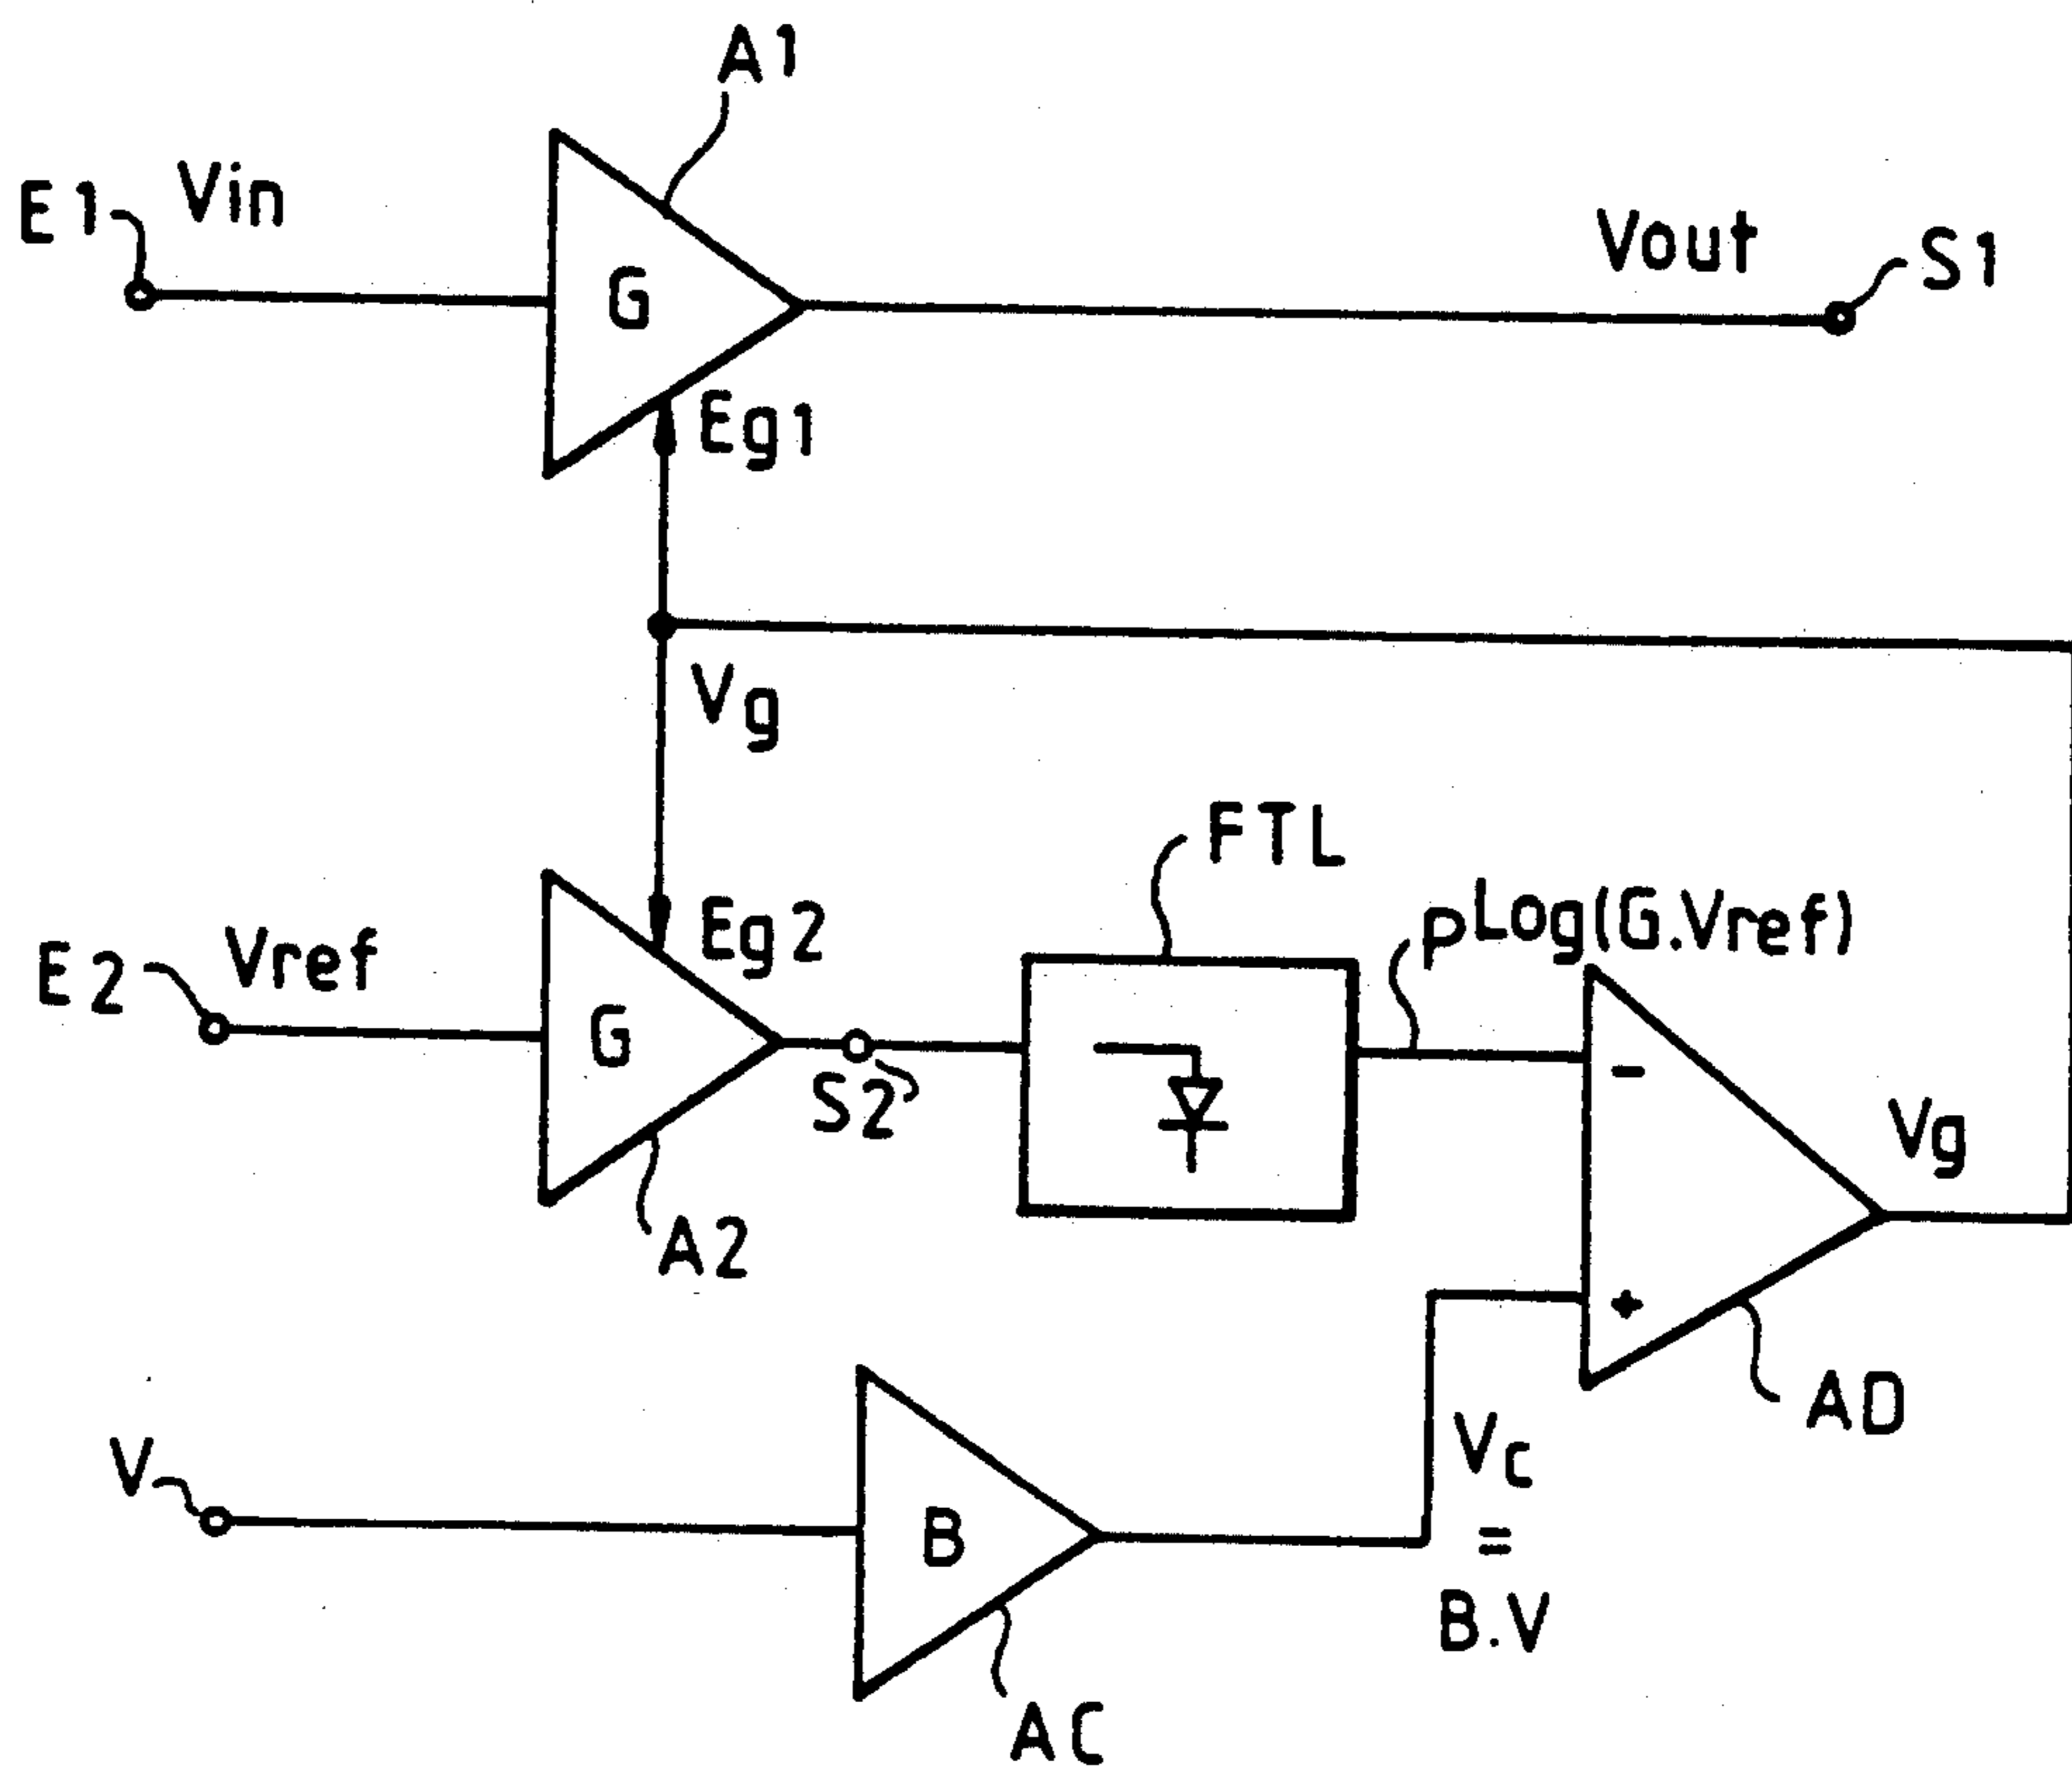 A1
E1 Vin
G
Vout S1
Eg1
Vg
FTL
E2 Vref
Eg2
pLog(G.Vref)
G
S2
-
Vg
A2
+
AD
V
B
Vc
=
B.V
AC